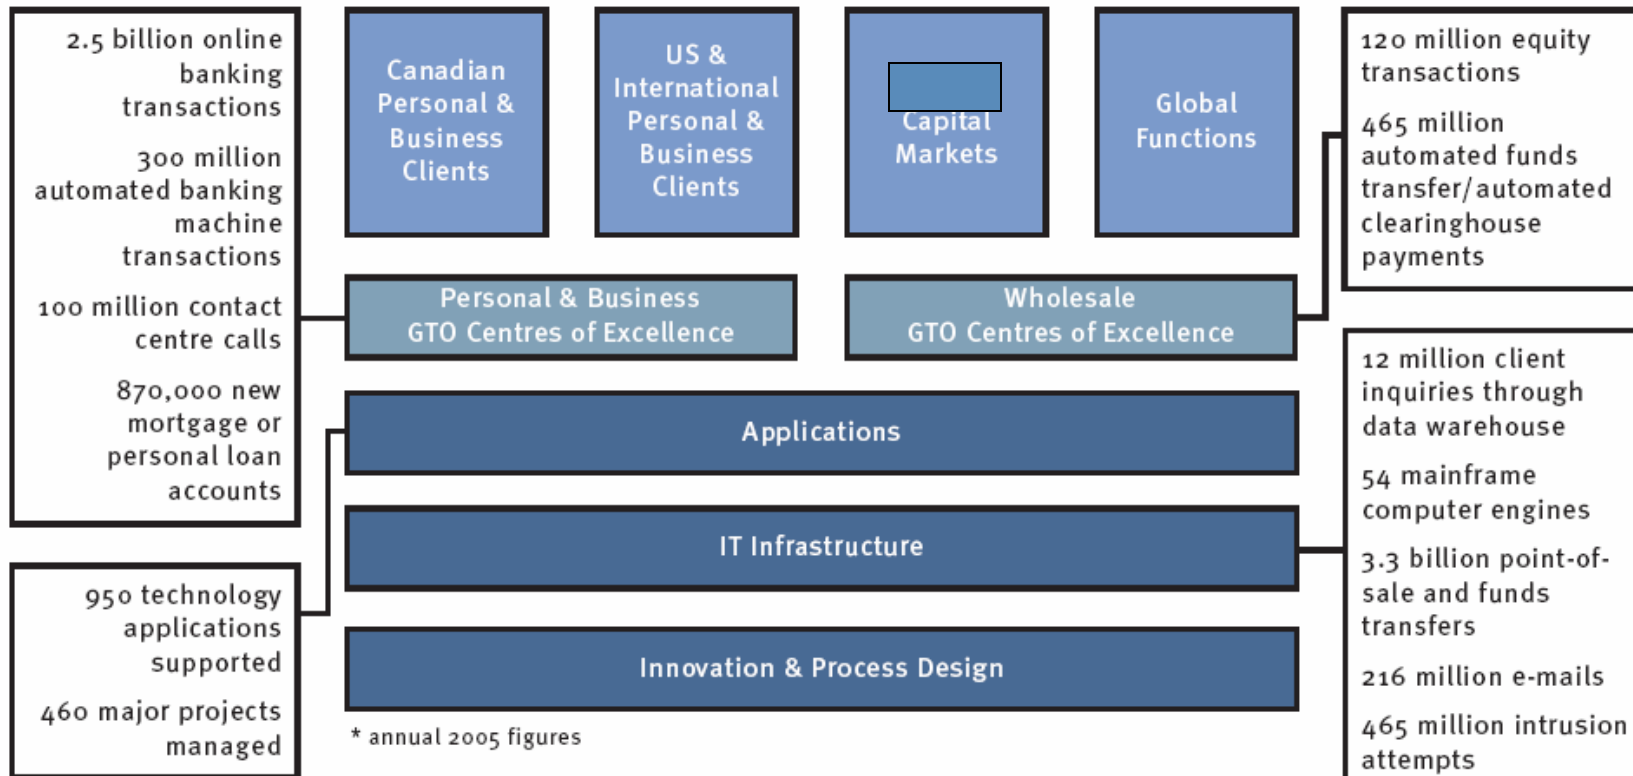 2.5 billion online
banking
transactions
300 million
automated banking
machine
transactions
100 million contact
centre calls
870,000 new
mortgage or
personal loan
accounts
950 technology
applications
supported
460 major projects
managed
Canadian
Personal &
Business
Clients
US &
International
Personal &
Business
Clients
Capital
Markets
Global
Functions
Personal & Business
GTO Centres of Excellence
Wholesale
GTO Centres of Excellence
Applications
IT Infrastructure
Innovation & Process Design
* annual 2005 figures
120 million equity
transactions
465 million
automated funds
transfer/automated
clearinghouse
payments
12 million client
inquiries through
data warehouse
54 mainframe
computer engines
3.3 billion point-of-
sale and funds
transfers
216 million e-mails
465 million intrusion
attempts